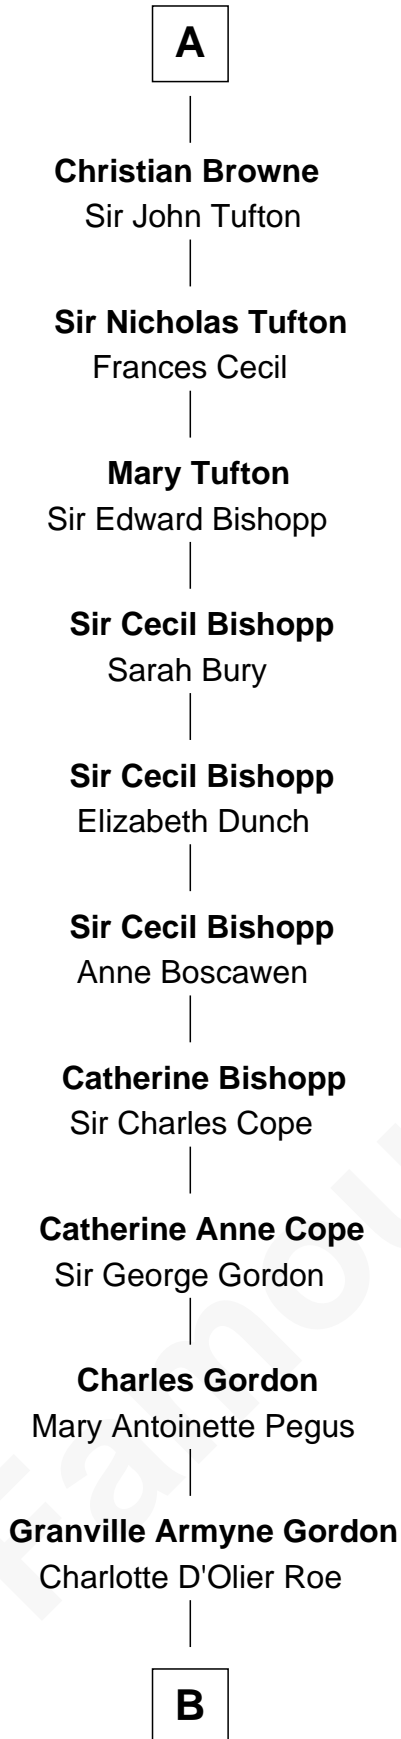 A
Christian Browne
Sir John Tufton
Sir Nicholas Tufton
Frances Cecil
Mary Tufton
Sir Edward Bishopp
Sir Cecil Bishopp
Sarah Bury
Sir Cecil Bishopp
Elizabeth Dunch
Sir Cecil Bishopp
Anne Boscawen
Catherine Bishopp
Sir Charles Cope
Catherine Anne Cope
Sir George Gordon
Charles Gordon
Mary Antoinette Pegus
Granville Armyne Gordon
Charlotte D'Olier Roe
B
Famou